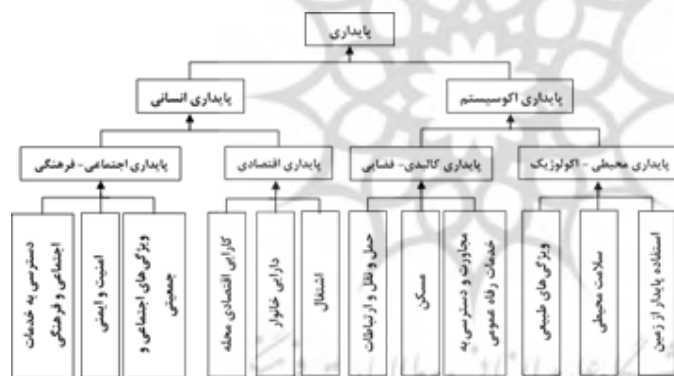 پایداری
پایداری اکوسیستم
پایداری انسانی
پایداری محیطی - اکولوژیک
پایداری کالبدی- فضایی
پایداری اقتصادی
پایداری اجتماعی- فرهنگی
استفاده پایدار از زمین
سلامت محیطی
ویژگی های طبیعی
مجاورت و دسترسی به
خدمات رفاه عمومی
مسکن
حمل و نقل و ارتباطات
اشتغال
دارایی خانوار
کارایی اقتصادی محله
ویژگی های اجتماعی و
جمعیتی
امنیت و ایمنی
دسترسی به خدمات
اجتماعی و فرهنگی